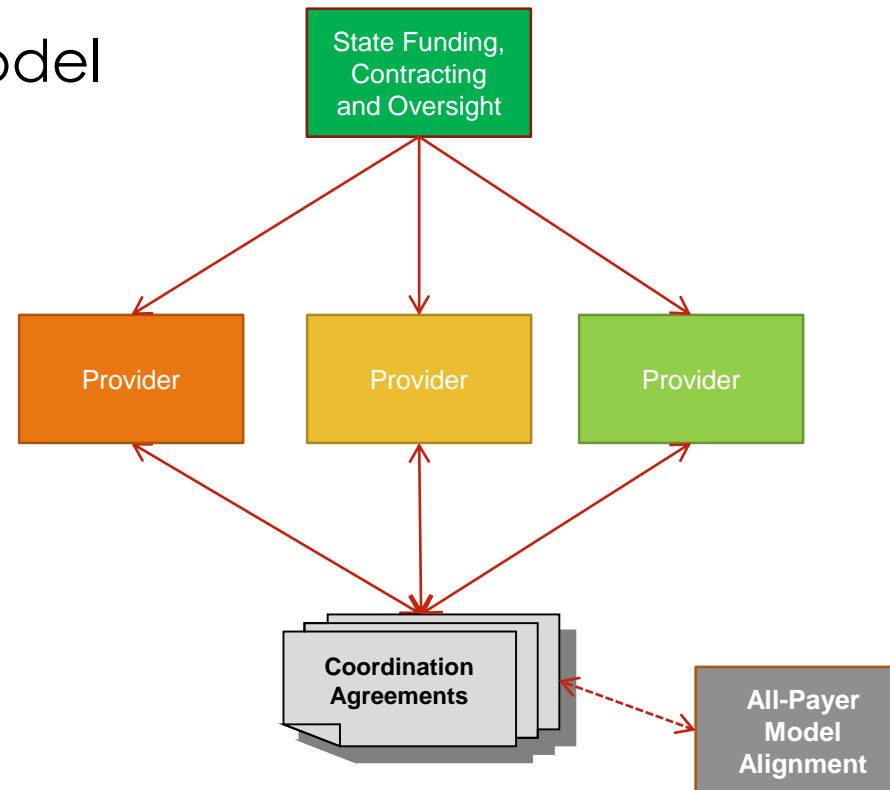 odel
State Funding,
Contracting
and Oversight
Provider
Provider
Provider
Coordination
Agreements
All-Payer
Model
Alignment